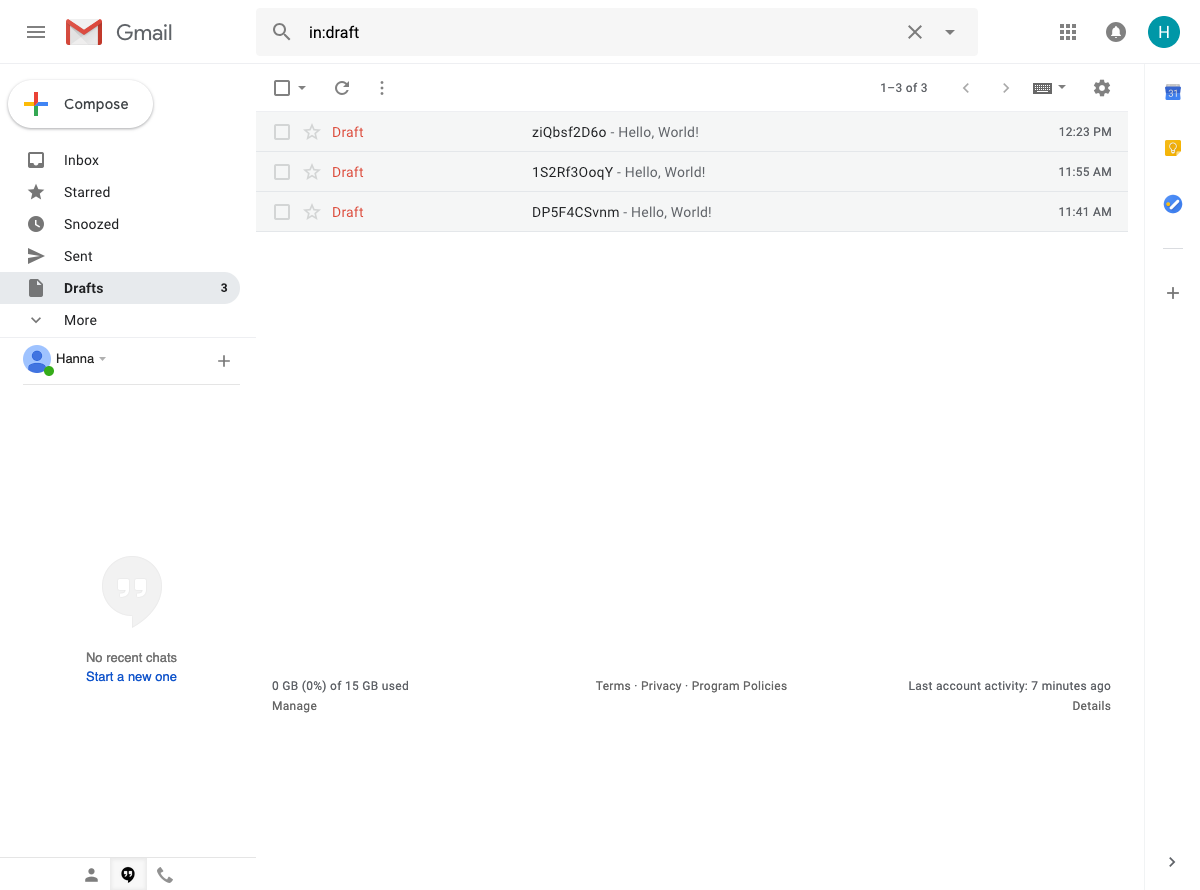 Gmail
in:draft
H
Compose
1–3 of 3
31
Draft ziQbsf2D6o - Hello, World! 12:23 PM
Draft 1S2Rf3OoqY - Hello, World! 11:55 AM
Draft DP5F4CSvnm - Hello, World! 11:41 AM
Inbox
Starred
Snoozed
Sent
Drafts 3
More
Hanna
No recent chats
Start a new one
0 GB (0%) of 15 GB used
Manage
Terms · Privacy · Program Policies
Last account activity: 7 minutes ago
Details